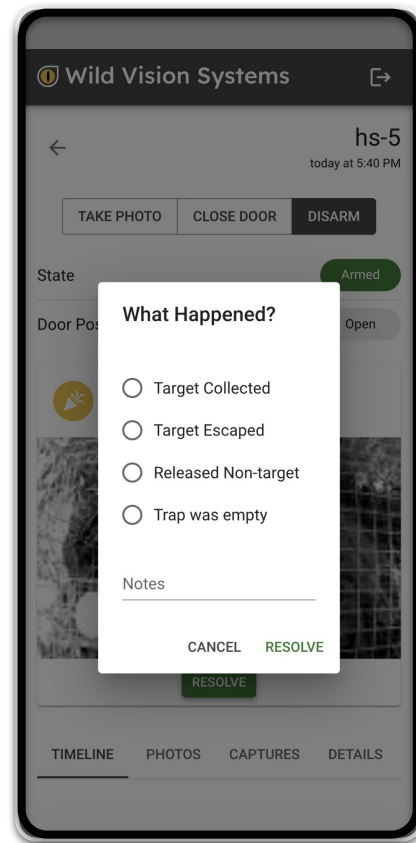 Wild Vision Systems
hs-5
today at 5:40 PM
TAKE PHOTO CLOSE DOOR DISARM
State Armed
Door Pos Open
What Happened?
Target Collected
Target Escaped
Released Non-target
Trap was empty
Notes
CANCEL RESOLVE
RESOLVE
TIMELINE PHOTOS CAPTURES DETAILS